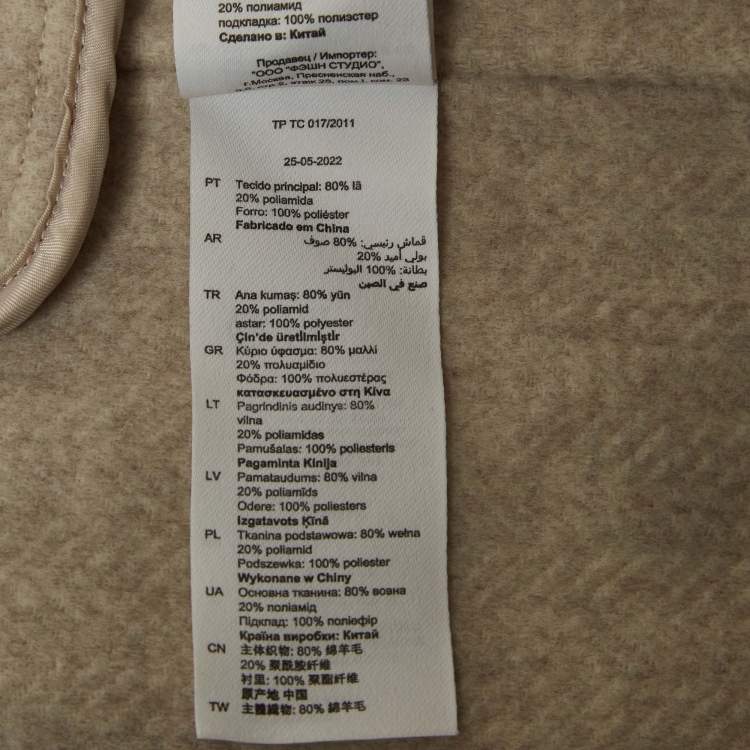 20% полиамид
подкладка: 100% полиэстер
Сделано в: Китай
Продавец / Импортер:
"ООО "ФЭШН СТУДИО",
г.Москва, Пресненская наб.,
ТР ТС 017/2011
25-05-2022
PT Tecido principal: 80% lã
20% poliamida
Forro: 100% poliéster
Fabricado em China
AR قماش رئيسي: 80% صوف
بولي أميد 20%
بطانة: 100% البوليستر
صنع في الصين
TR Ana kumaş: 80% yün
20% poliamid
astar: 100% polyester
Çin'de üretilmiştir
GR Κύριο ύφασμα: 80% μαλλί
20% πολυαμίδιο
Φόδρα: 100% πολυεστέρας
κατασκευασμένο στη Κίνα
LT Pagrindinis audinys: 80%
vilna
20% poliamidas
Pamušalas: 100% poliesteris
Pagaminta Kinija
LV Pamataudums: 80% vilna
20% poliamīds
Odere: 100% poliesters
Izgatavots Ķīnā
PL Tkanina podstawowa: 80% wełna
20% poliamid
Podszewka: 100% poliester
Wykonane w Chiny
UA Основна тканина: 80% вовна
20% поліамід
Підклад: 100% поліефір
Країна виробки: Китай
CN 主体织物: 80% 绵羊毛
20% 聚酰胺纤维
衬里: 100% 聚酯纤维
原产地 中国
TW 主體織物: 80% 綿羊毛